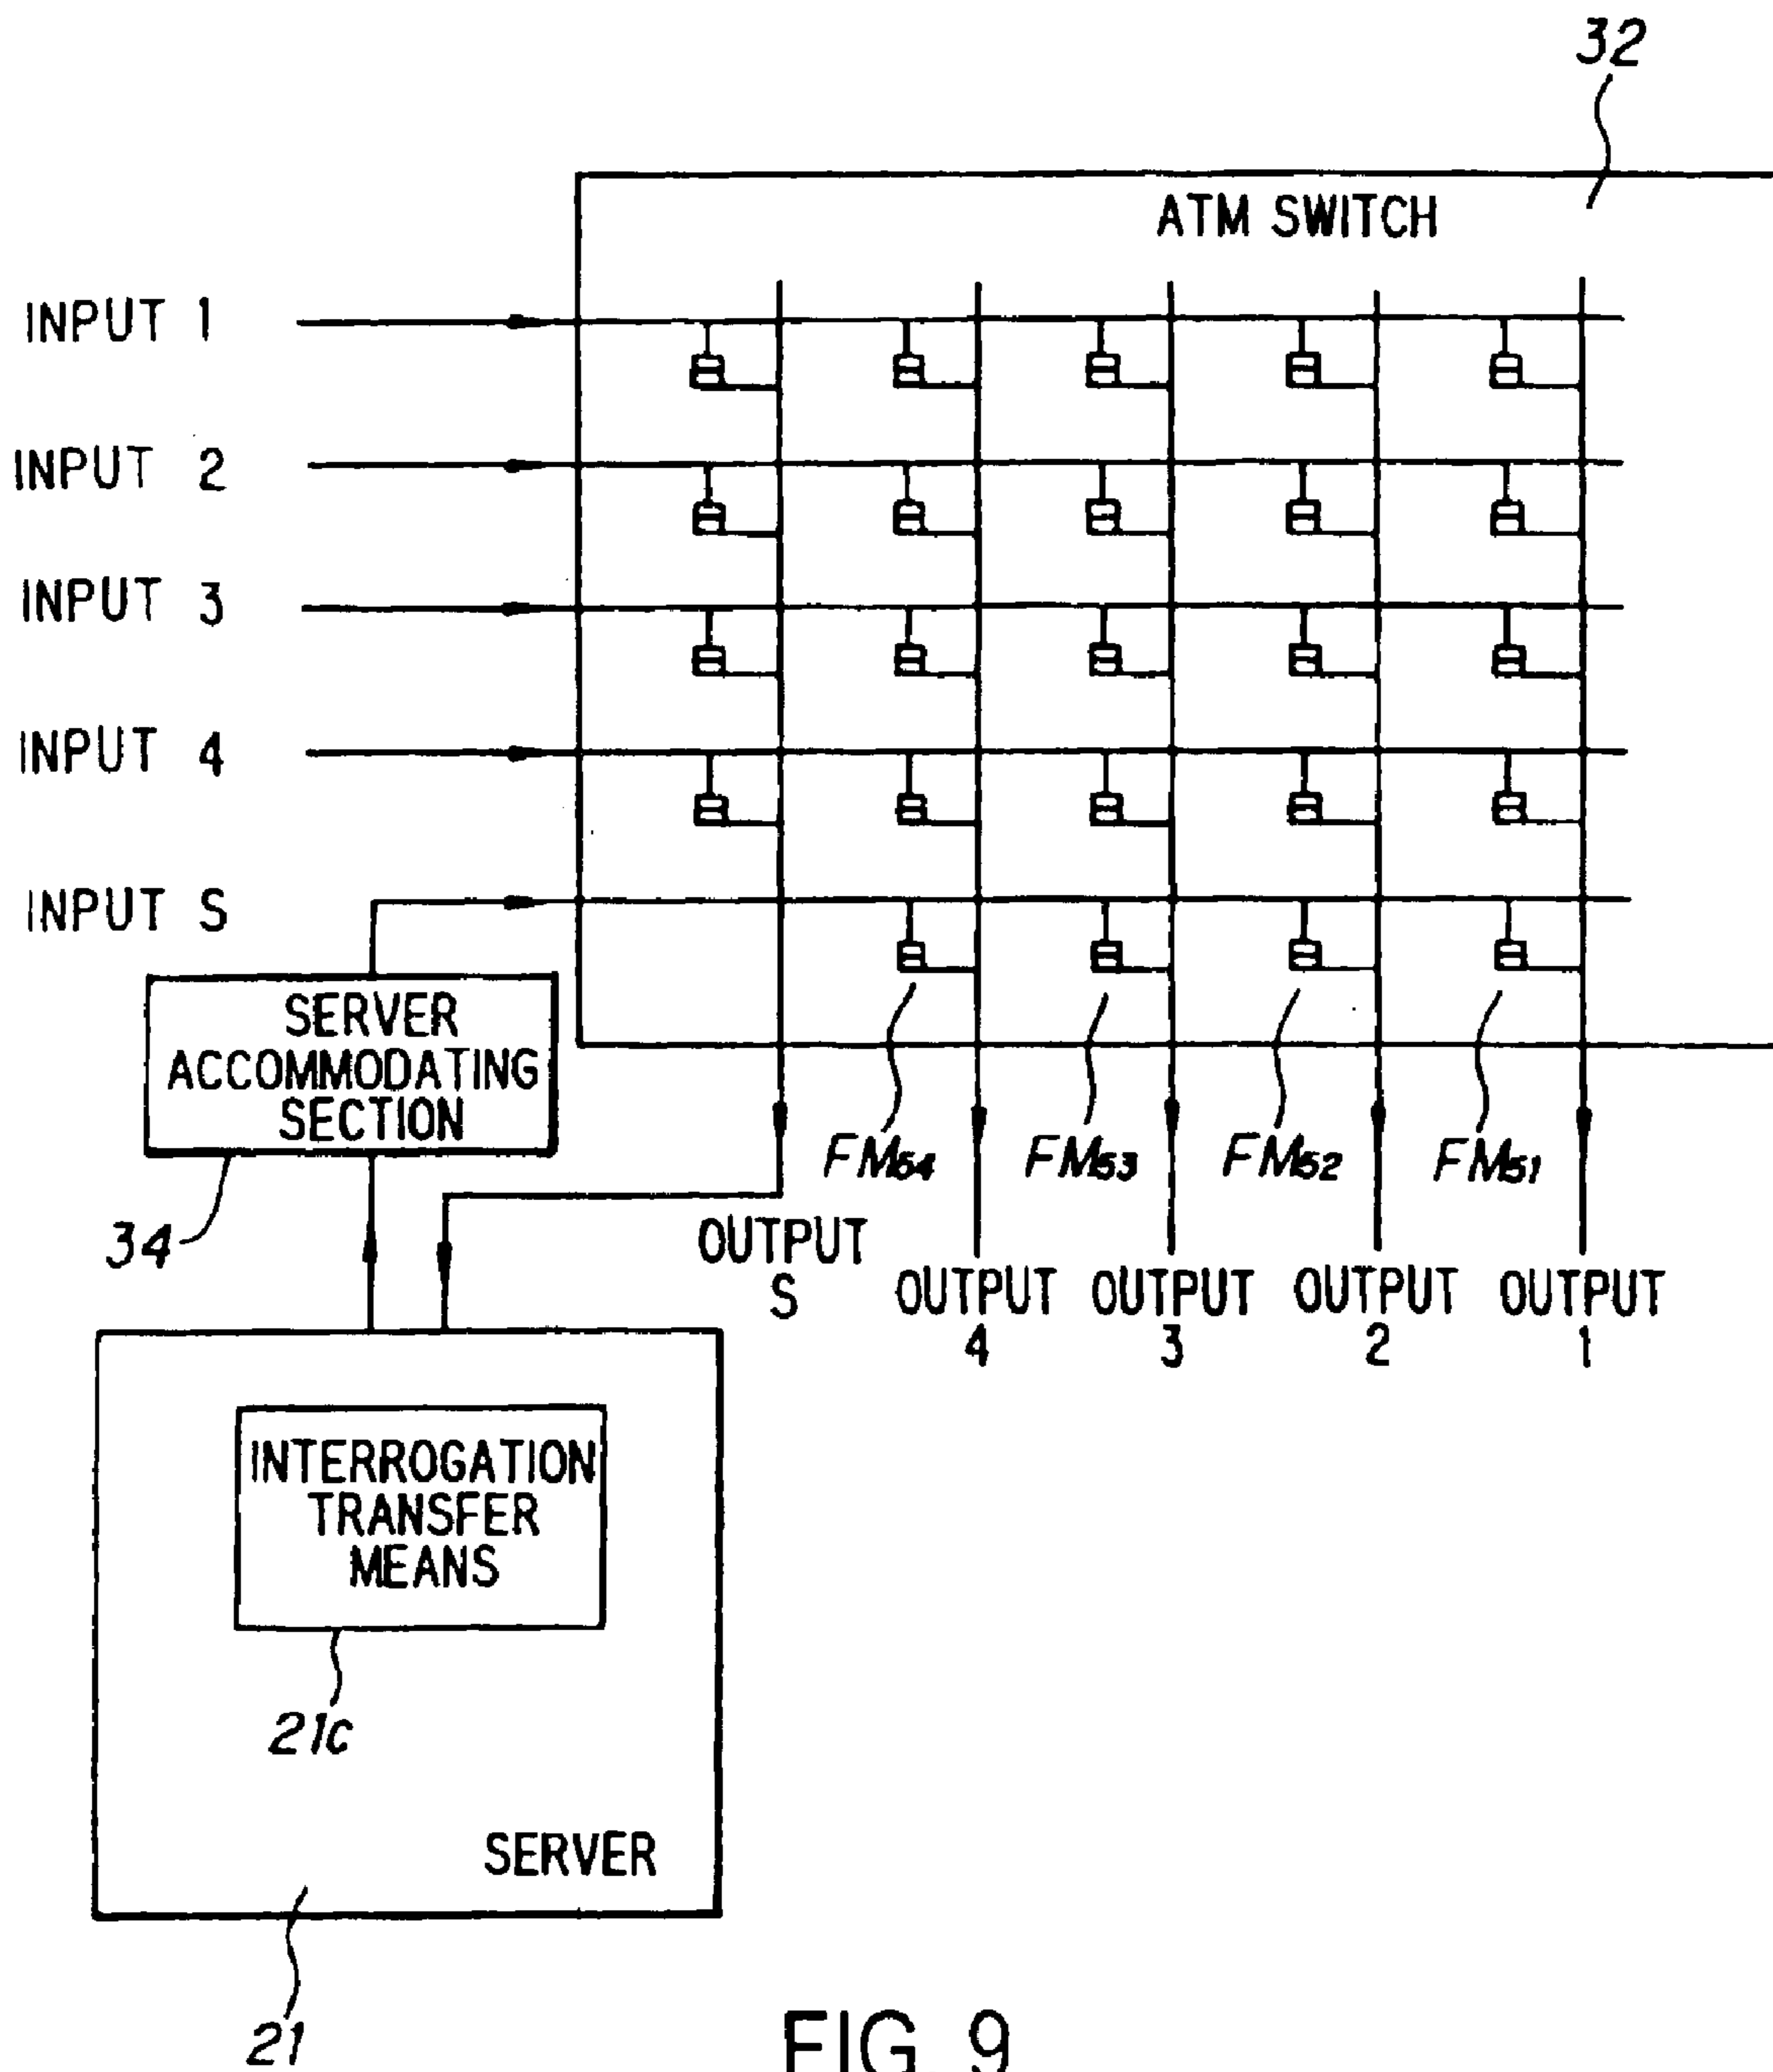 32
ATM SWITCH
INPUT 1
INPUT 2
INPUT 3
INPUT 4
INPUT S
SERVER
ACCOMMODATING
SECTION
34
FM54
FM53
FM52
FM51
OUTPUT
S
OUTPUT
4
OUTPUT
3
OUTPUT
2
OUTPUT
1
INTERROGATION
TRANSFER
MEANS
21c
SERVER
21
FIG. 9